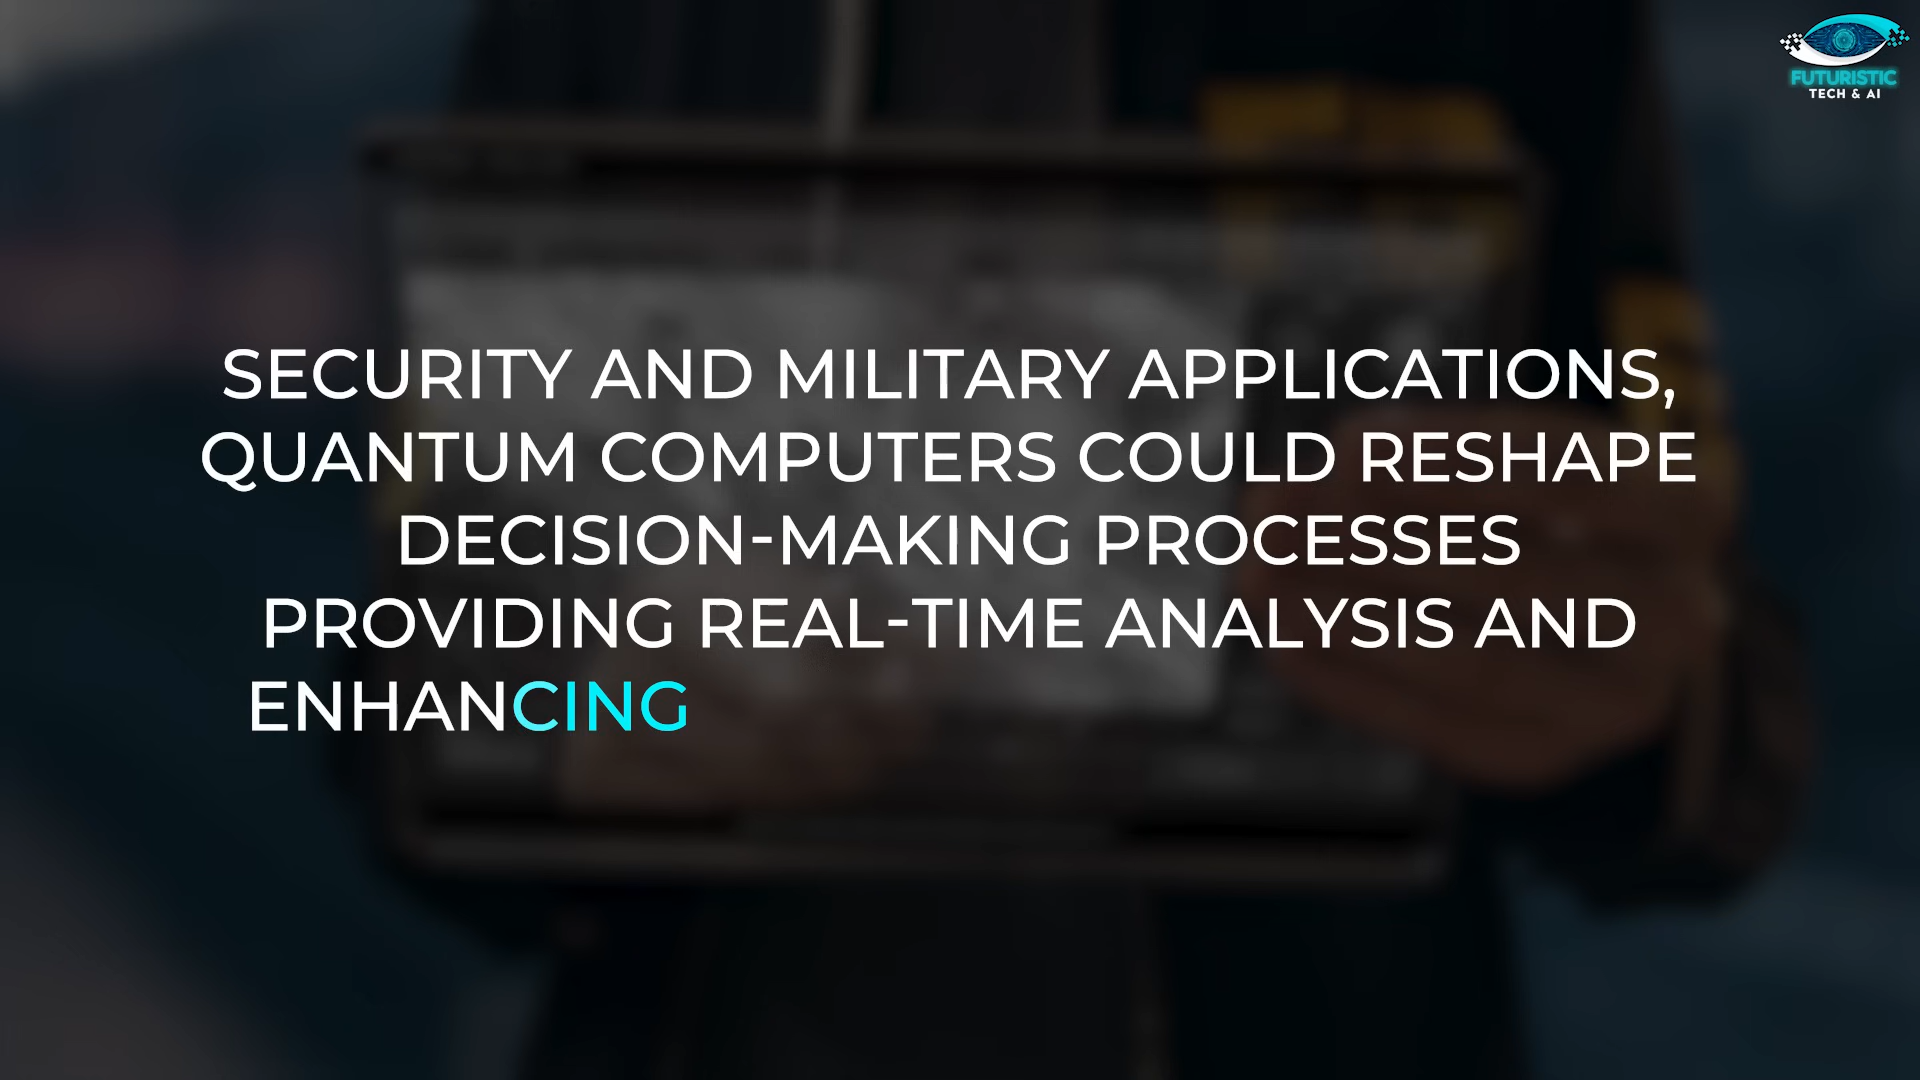 FUTURISTIC
TECH & AI
SECURITY AND MILITARY APPLICATIONS,
QUANTUM COMPUTERS COULD RESHAPE
DECISION-MAKING PROCESSES
PROVIDING REAL-TIME ANALYSIS AND
ENHANCING